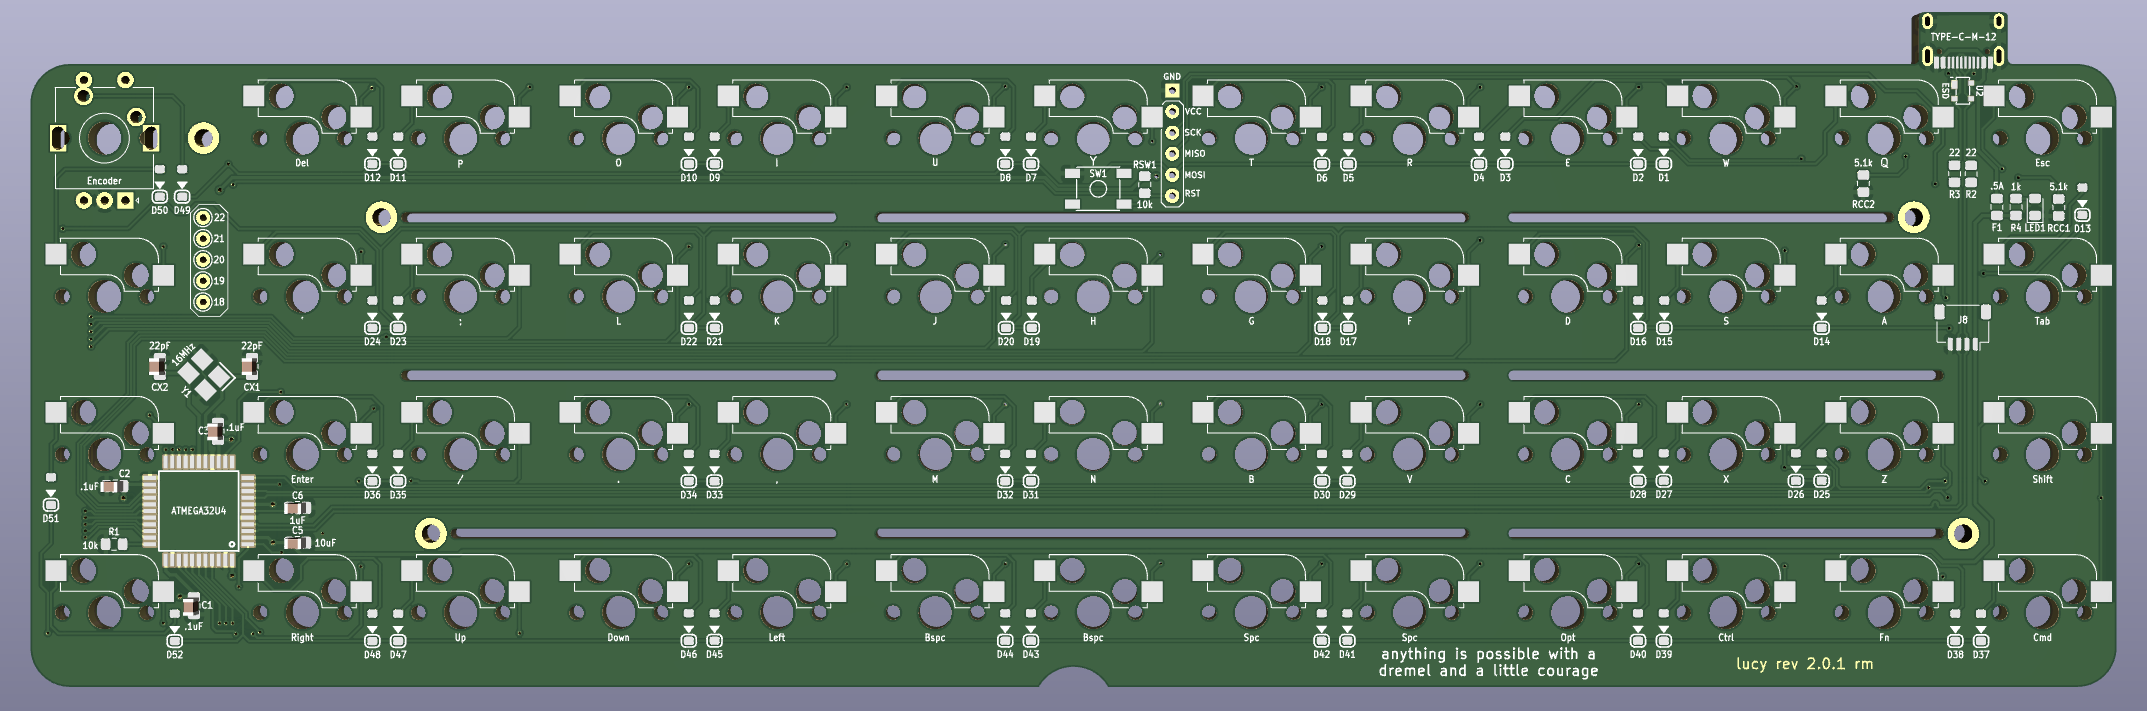 TYPE-C-M-12
GND
VCC
SCK
MISO
MOSI
RST
ESD
U2
Encoder
Del
P
O
I
U
Y
T
R
E
W
Q
Esc
D50
D49
D12
D11
D10
D9
D8
D7
SW1
RSW1
10k
D6
D5
D4
D3
D2
D1
5.1k
RCC2
22
22
R3
R2
.5A
1k
5.1k
F1
R4
LED1
RCC1
D13
22
21
20
19
18
'
;
L
K
J
H
G
F
D
S
A
Tab
J8
D24
D23
D22
D21
D20
D19
D18
D17
D16
D15
D14
22pF
16MHz
22pF
CX2
Y1
CX1
C3
.1uF
C2
.1uF
Enter
/
.
,
M
N
B
V
C
X
Z
Shift
D51
D36
D35
D34
D33
D32
D31
D30
D29
D28
D27
D26
D25
ATMEGA32U4
C6
1uF
C5
10uF
R1
10k
C1
.1uF
D52
Right
Up
Down
Left
Bspc
Bspc
Spc
Spc
Opt
Ctrl
Fn
Cmd
D48
D47
D46
D45
D44
D43
D42
D41
D40
D39
D38
D37
anything is possible with a
dremel and a little courage
lucy rev 2.0.1 rm